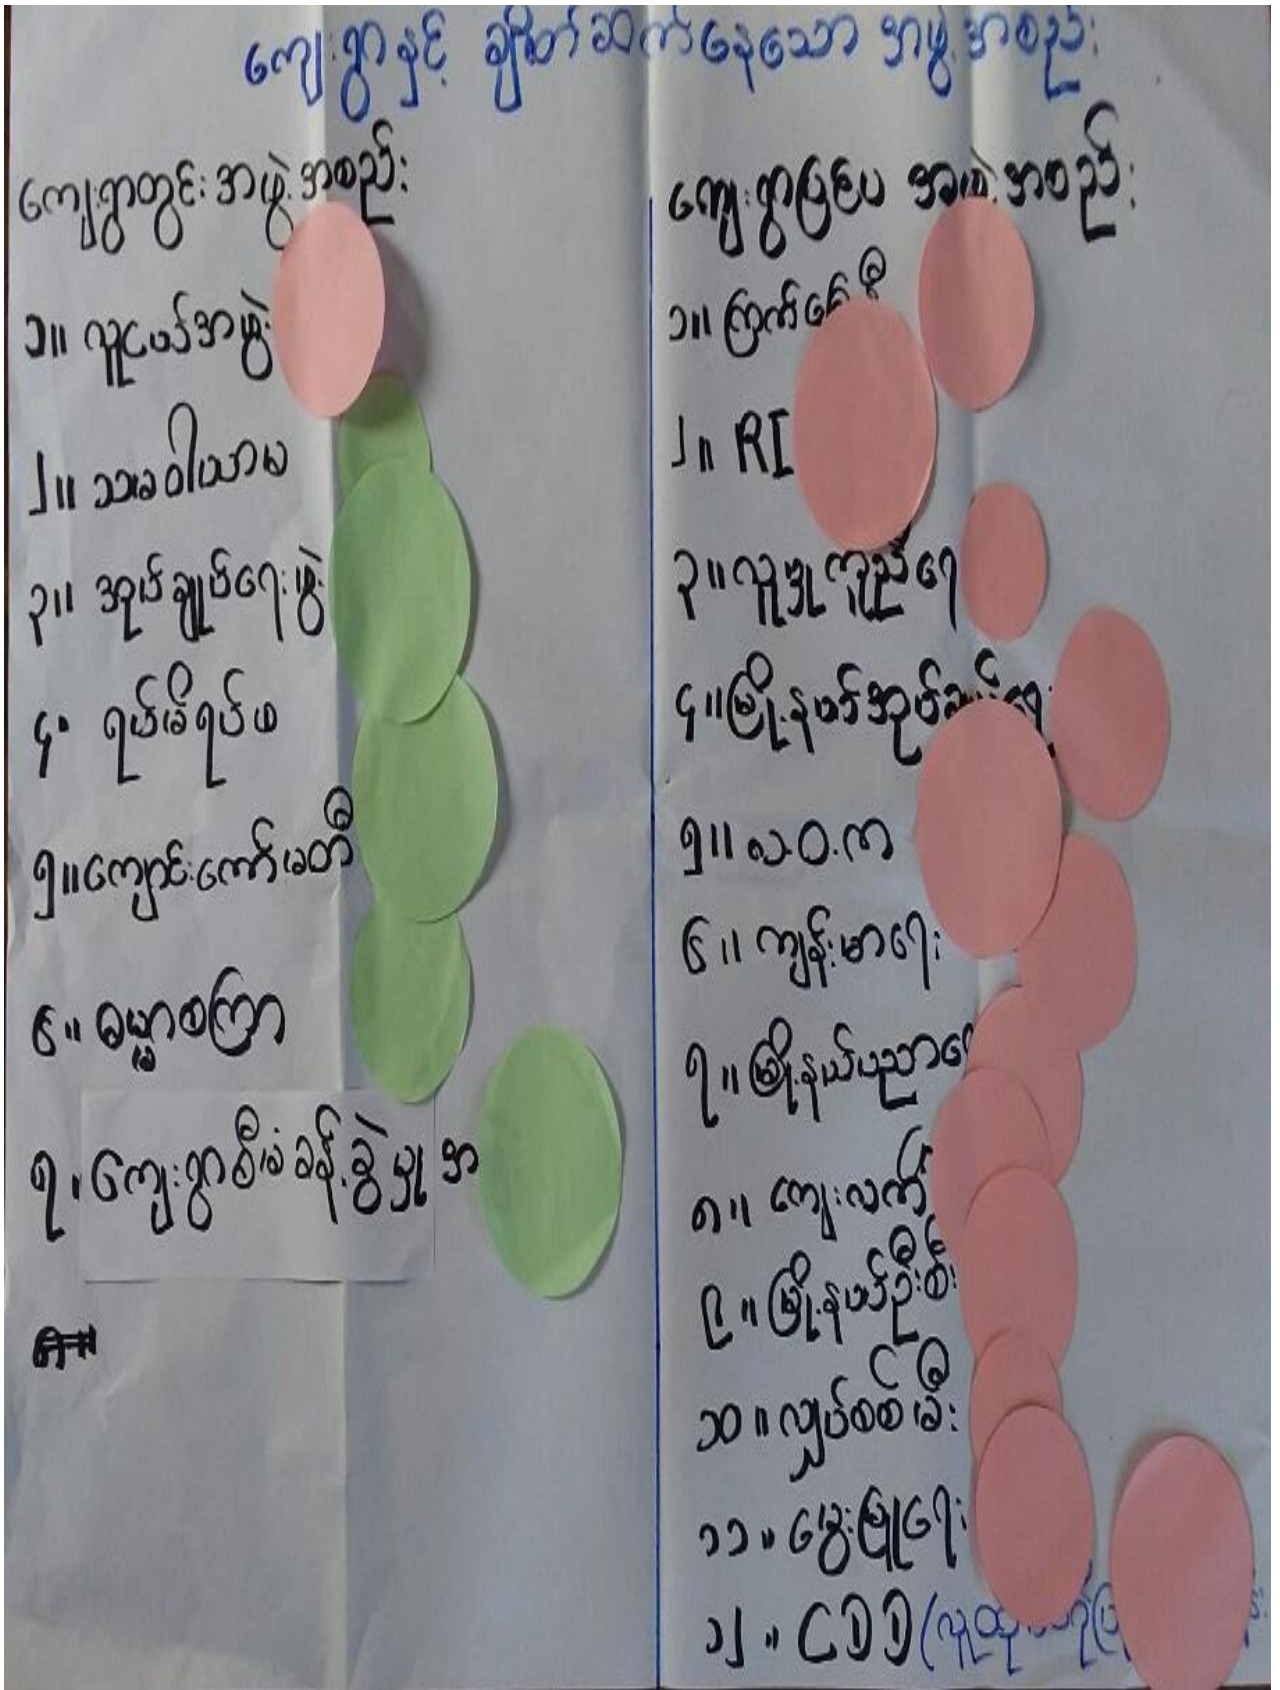 ကျေးရွာနှင့် ချိတ်ဆက်နေသော အဖွဲ့အစည်း
ကျေးရွာတွင်းအဖွဲ့အစည်း
၁။ လူငယ်အဖွဲ့
၂။ သမဝါယာမ
၃။ အုပ်ချုပ်ရေးဖွဲ့
၄။ ရပ်မိရပ်ဖ
၅။ ကျောင်းကော်မတီ
၆။ ဓမ္မာစကြာ
၇။ ကျေးရွာစီမံခန့်ခွဲမှု အ
ကျေးရွာပြင်ပ အဖွဲ့အစည်း
၁။ ကြက်ခြေနီ
၂။ RI
၃။ လူမှုကူညီရေ
၄။ မြို့နယ်အုပ်ချုပ်ရေး
၅။ လ.ဝ.က
၆။ ကျန်းမာရေး
၇။ မြို့နယ်ပညာရေ
၈။ ကျေးလက်
၉။ မြို့နယ်ဦးစီး
၁၀။ လျှပ်စစ်မီး
၁၁။ မွေးမြူရေး
၁၂။ CDD (လူထု